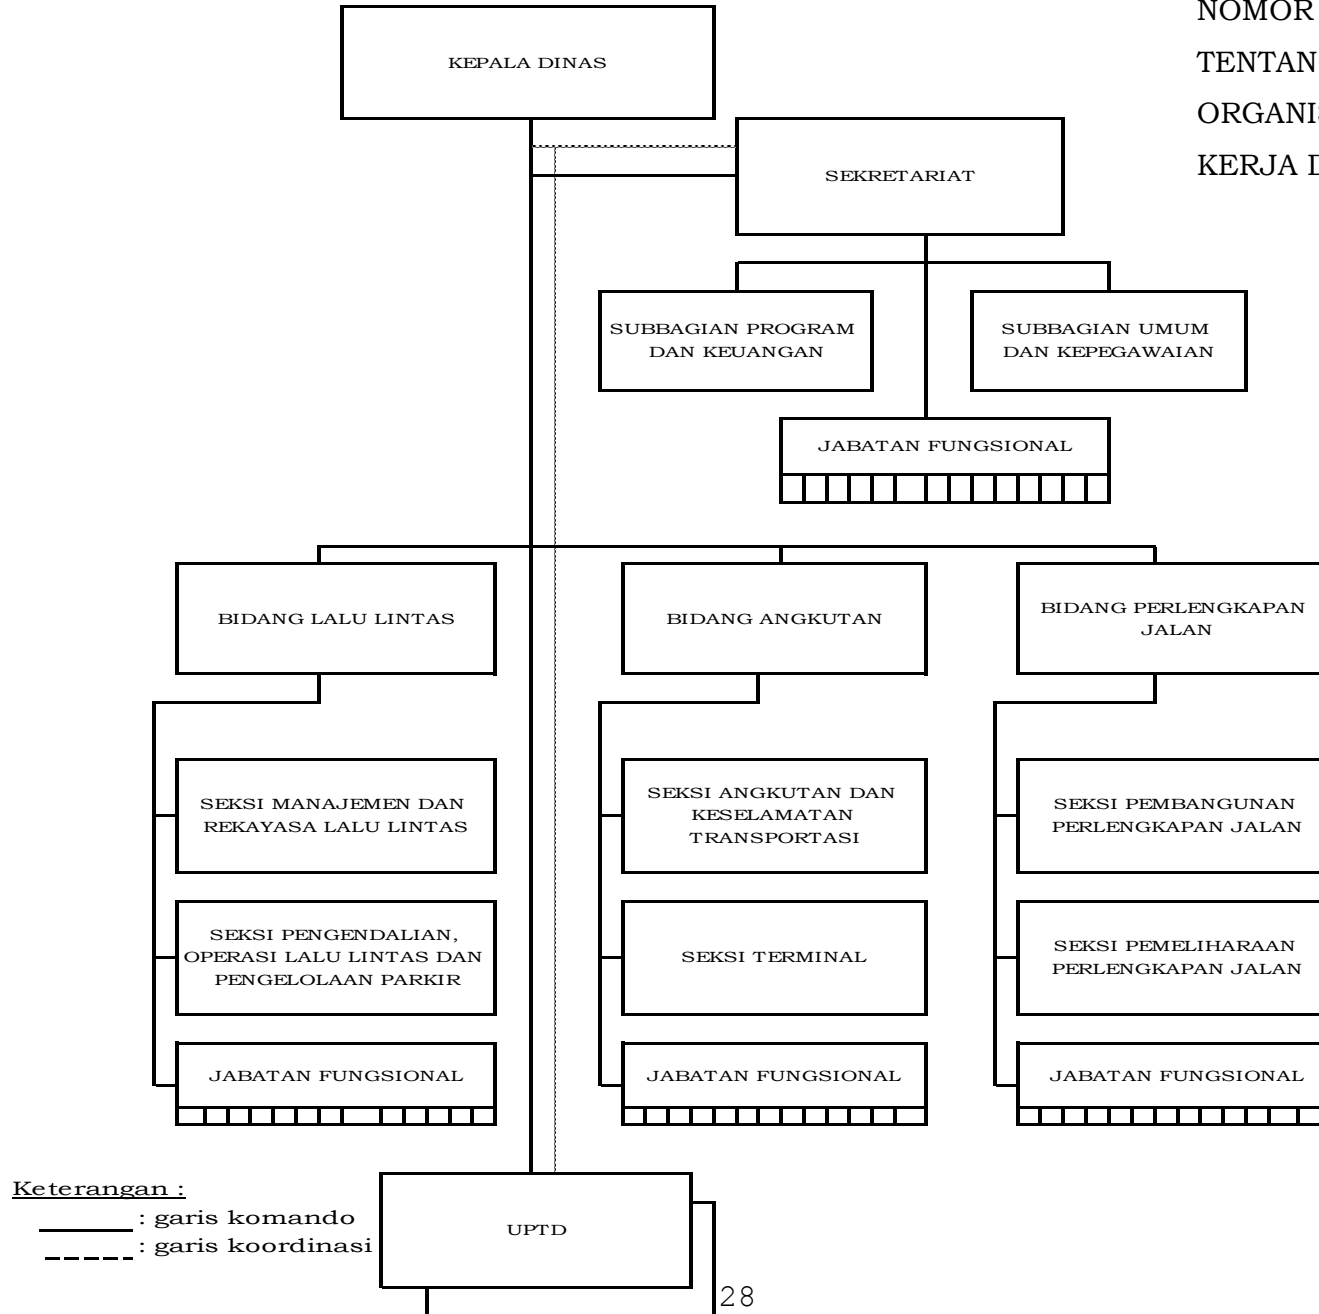 NOMOR
KEPALA DINAS
TENTAN
ORGANI
KERJA
SEKRETARIAT
SUBBAGIAN PROGRAM
DAN KEUANGAN
SUBBAGIAN UMUM
DAN KEPEGAWAIAN
JABATAN FUNGSIONAL
BIDANG LALU LINTAS
BIDANG ANGKUTAN
BIDANG PERLENGKAPAN
JALAN
SEKSI MANAJEMEN DAN
REKAYASA LALU LINTAS
SEKSI ANGKUTAN DAN
KESELAMATAN
TRANSPORTASI
SEKSI PEMBANGUNAN
PERLENGKAPAN JALAN
SEKSI PENGENDALIAN,
OPERASI LALU LINTAS DAN
PENGELOLAAN PARKIR
SEKSI TERMINAL
SEKSI PEMELIHARAAN
PERLENGKAPAN JALAN
JABATAN FUNGSIONAL
JABATAN FUNGSIONAL
JABATAN FUNGSIONAL
Keterangan :
: garis komando
: garis koordinasi
UPTD
28